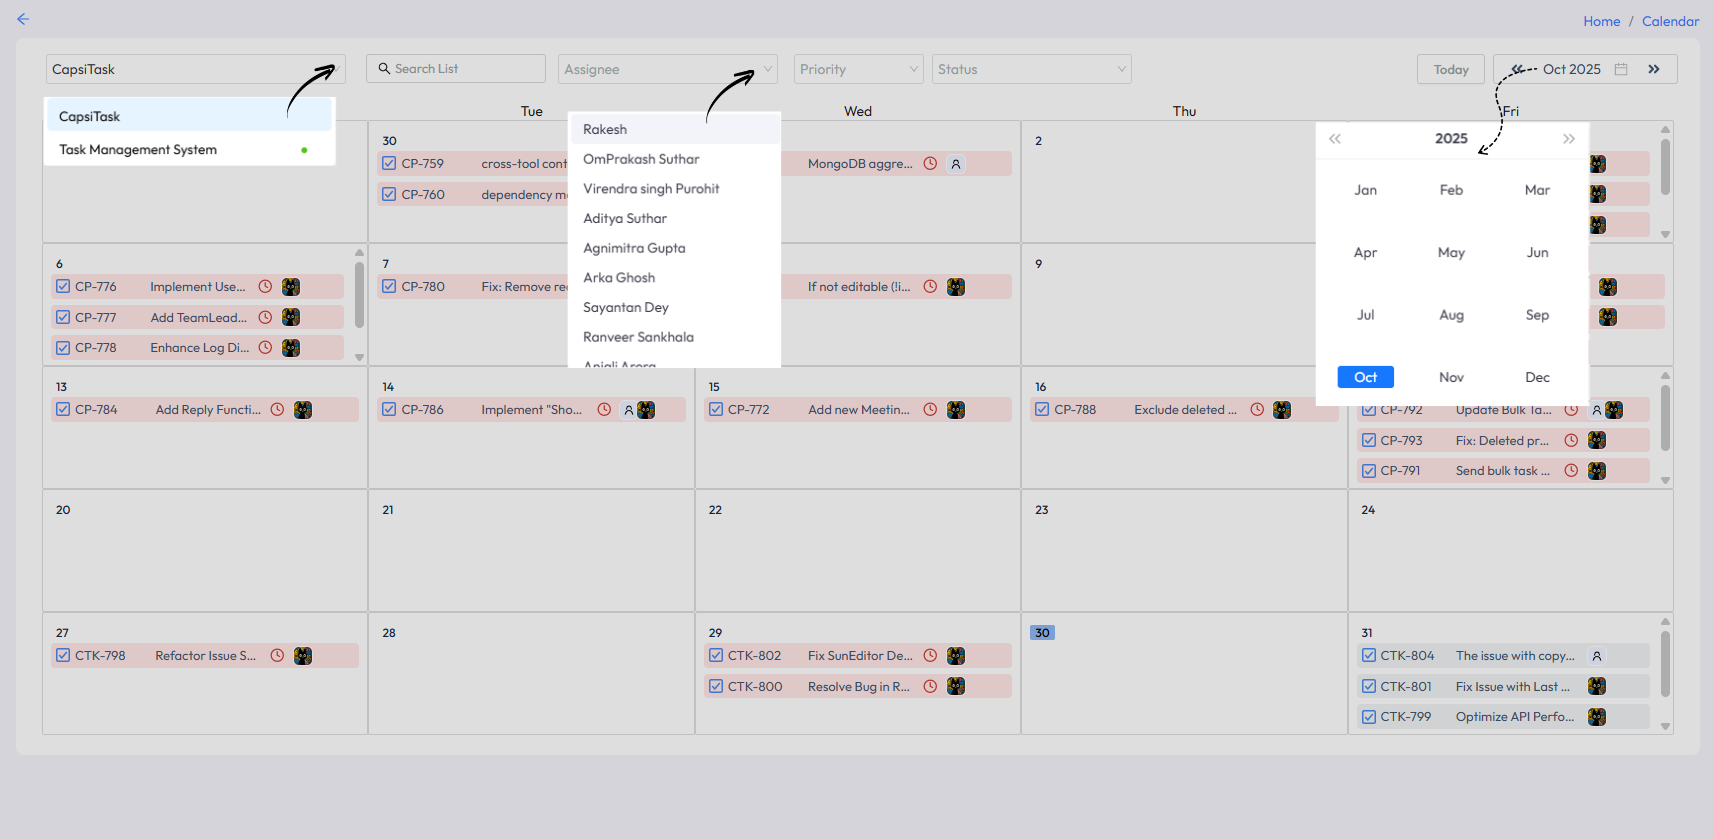 Home / Calendar
CapsiTask
Search List
Assignee
Priority
Status
Today
Oct 2025
CapsiTask
Task Management System
Tue
Wed
Thu
Fri
Rakesh
OmPrakash Suthar
Virendra singh Purohit
Aditya Suthar
Agnimitra Gupta
Arka Ghosh
Sayantan Dey
Ranveer Sankhala
2025
Jan Feb Mar
Apr May Jun
Jul Aug Sep
Oct Nov Dec
30
CP-759 cross-tool cont
CP-760 dependency
MongoDB aggre...
2
6
CP-776 Implement Use...
CP-777 Add TeamLead...
CP-778 Enhance Log Di...
7
CP-780 Fix: Remove
If not editable (!i...
9
13
CP-784 Add Reply Functi...
14
CP-786 Implement "Sho...
15
CP-772 Add new Meetin...
16
CP-788 Exclude deleted ...
CP-792 Update Bulk Ta...
CP-793 Fix: Deleted pr...
CP-791 Send bulk task ...
20
21
22
23
24
27
CTK-798 Refactor Issue S...
28
29
CTK-802 Fix SunEditor De...
CTK-800 Resolve Bug in R...
30
31
CTK-804 The issue with copy...
CTK-801 Fix Issue with Last ...
CTK-799 Optimize API Perfo...